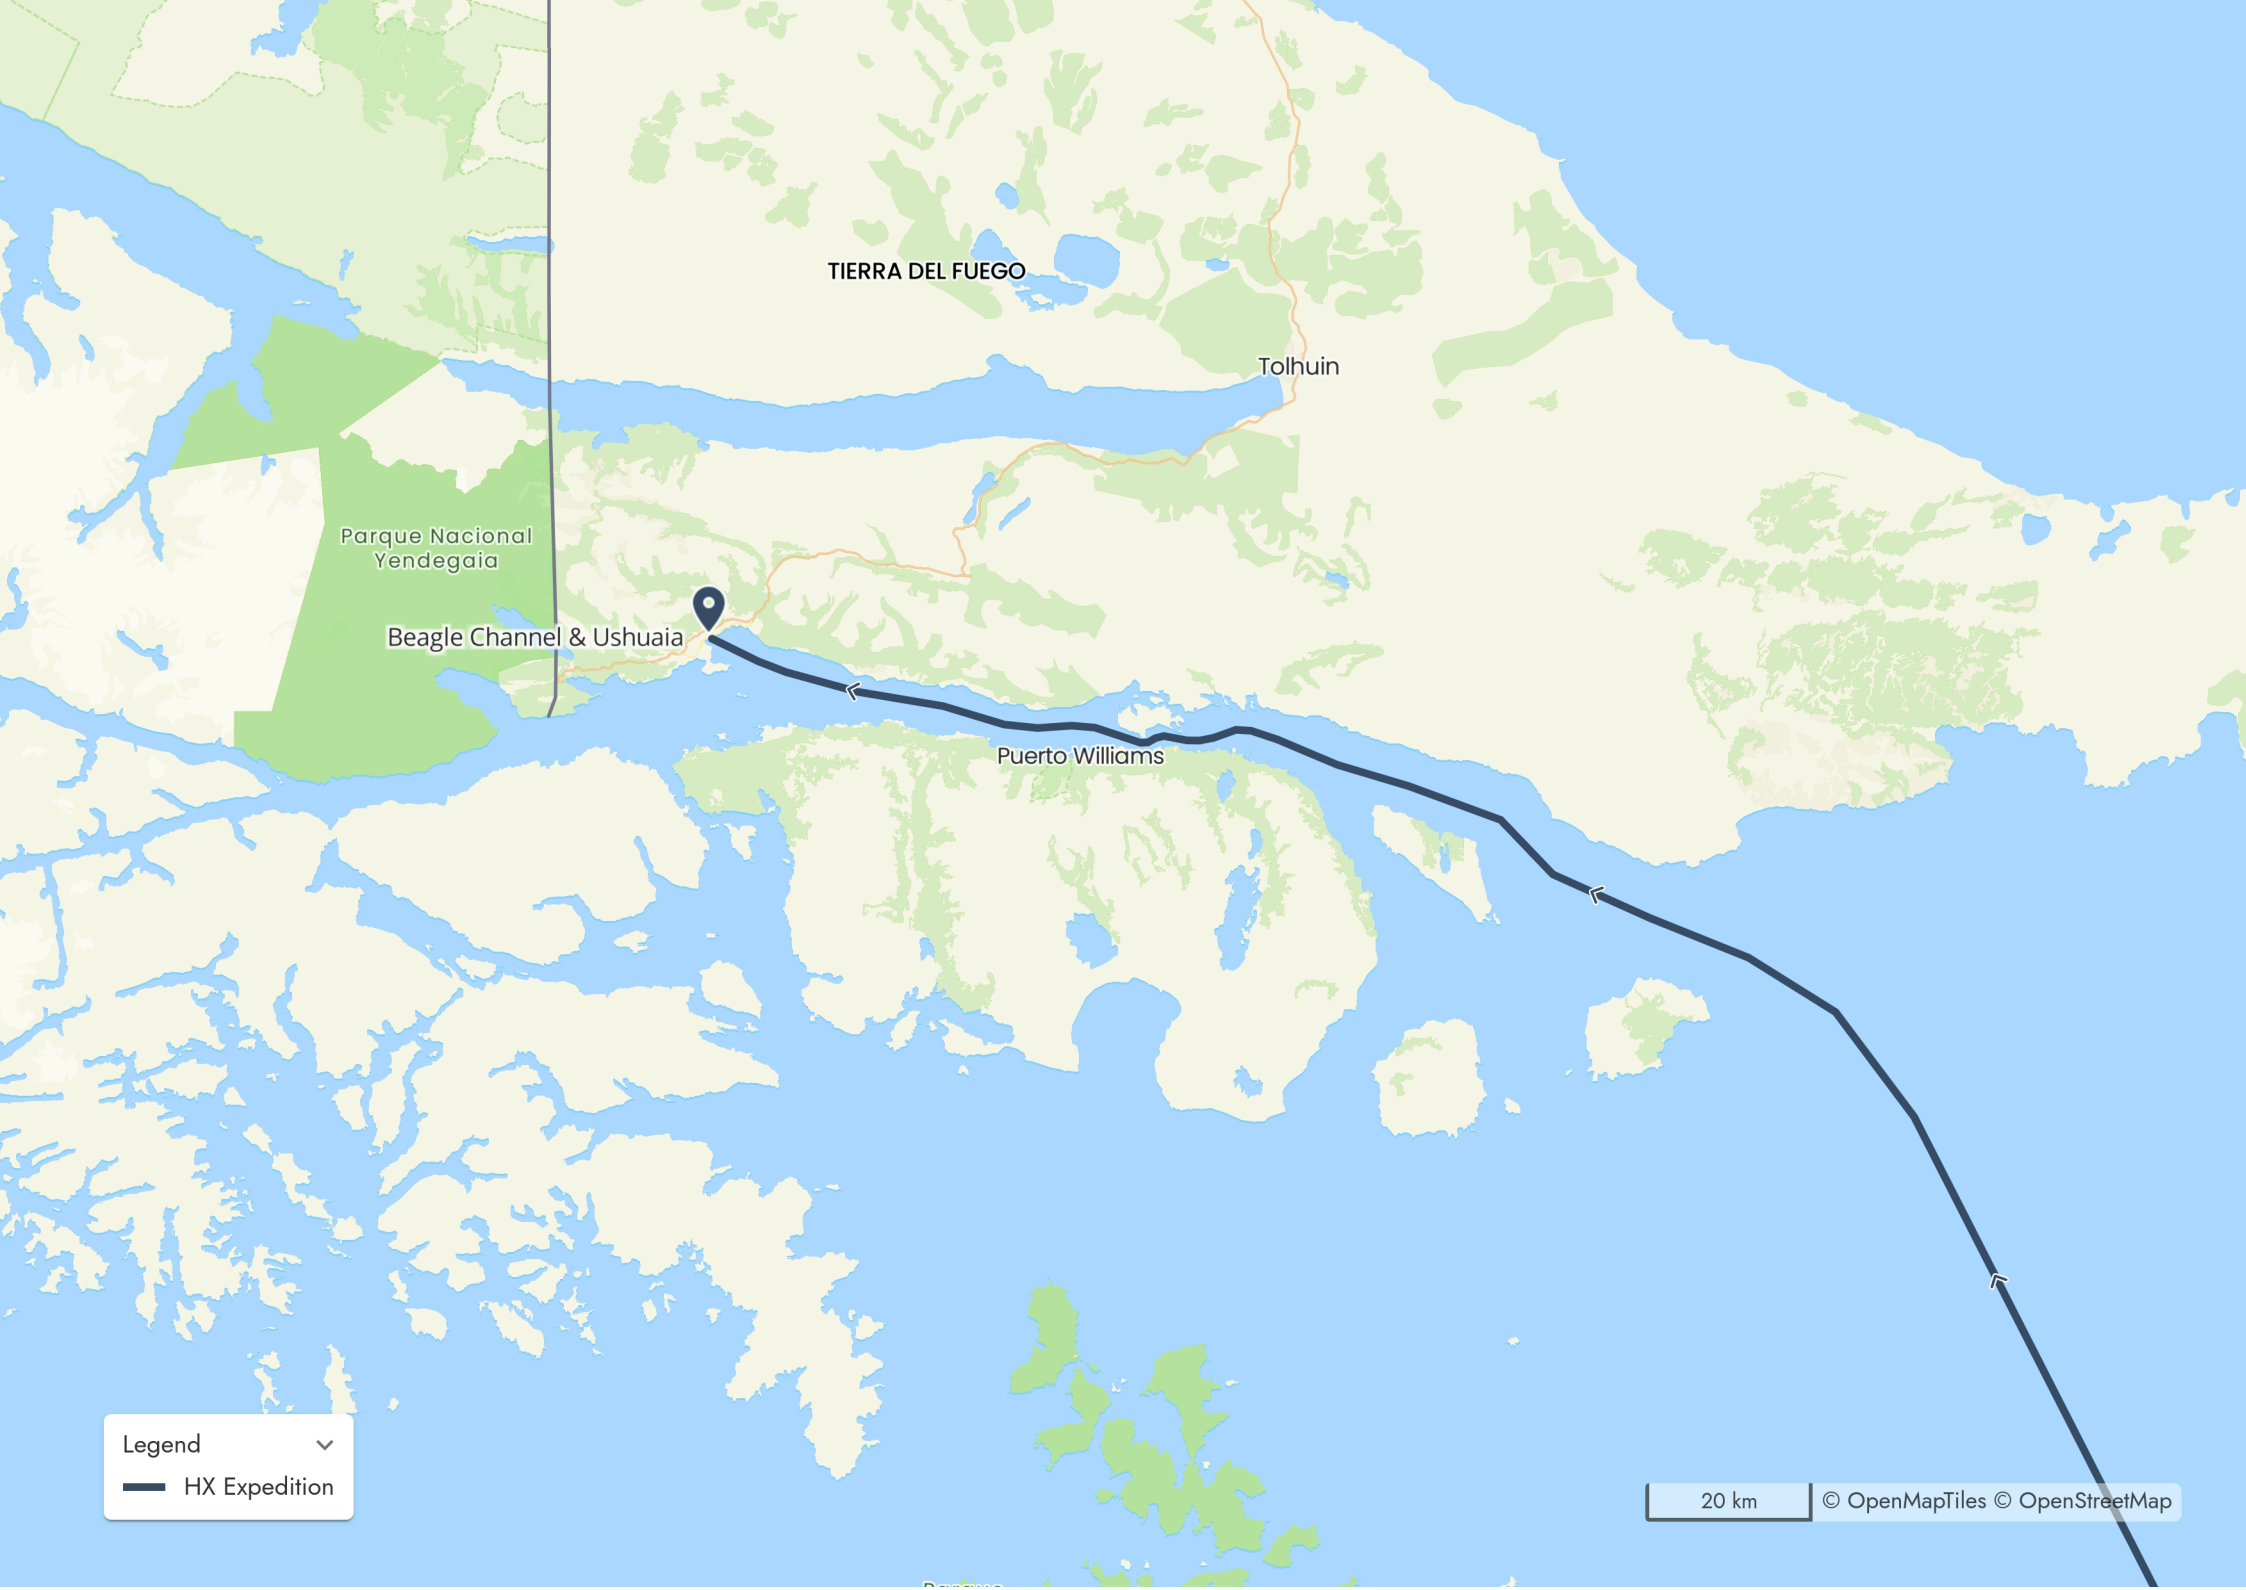 TIERRA DEL FUEGO
Tolhuin
Parque Nacional
Yendegaia
Beagle Channel & Ushuaia
Puerto Williams
Legend
HX Expedition
20 km
© OpenMapTiles © OpenStreetMap